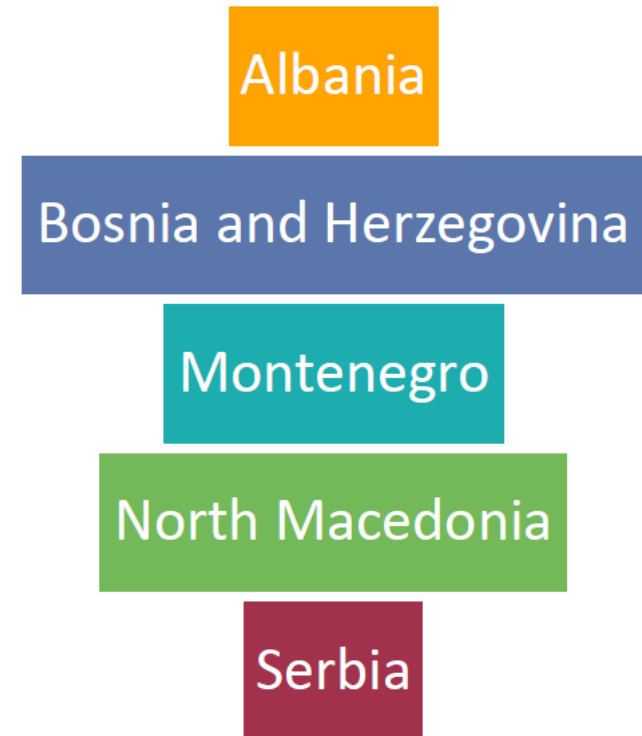 Albania
Bosnia and Herzegovina
Montenegro
North Macedonia
Serbia